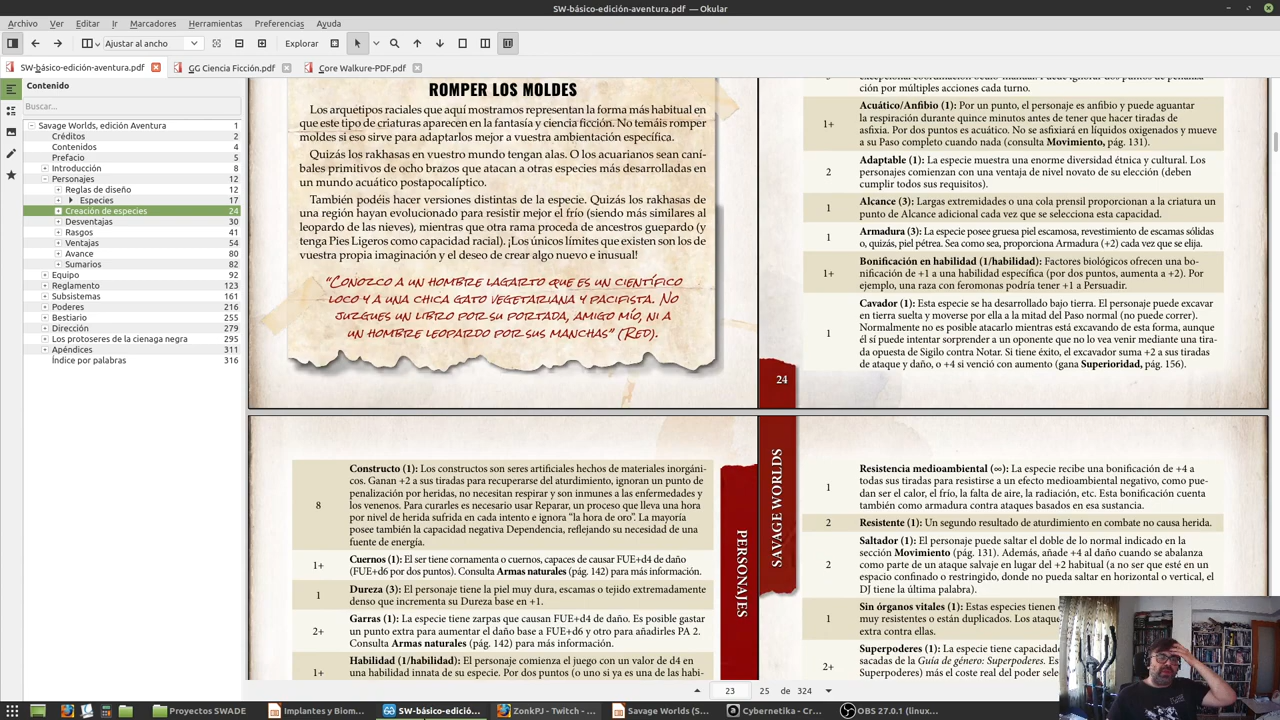 SW-básico-edición-aventura.pdf — Okular
Archivo Ver Editar Ir Marcadores Herramientas Preferencias Ayuda
Ajustar al ancho Explorar
SW-básico-edición-aventura.pdf GG Ciencia Ficción.pdf Core Walkure-PDF.pdf
Contenido
Buscar...
Savage Worlds, edición Aventura 1
Créditos 2
Contenidos 4
Prefacio 5
Introducción 8
Personajes 12
Reglas de diseño 12
Especies 17
Creación de especies 24
Desventajas 30
Rasgos 41
Ventajas 54
Avance 80
Sumarios 82
Equipo 92
Reglamento 123
Subsistemas 161
Poderes 216
Bestiario 255
Dirección 279
Los protoseres de la cienaga negra 295
Apéndices 311
Índice por palabras 316
ROMPER LOS MOLDES
Los arquetipos raciales que aquí mostramos representan la forma más habitual en
que este tipo de criaturas aparecen en la fantasía y ciencia ficción. No temáis romper
moldes si eso sirve para adaptarlos mejor a vuestra ambientación específica.
Quizás los rakhasas en vuestro mundo tengan alas. O los acuarianos sean caní-
bales primitivos de ocho brazos que atacan a otras especies más desarrolladas en
un mundo acuático postapocalíptico.
También podéis hacer versiones distintas de la especie. Quizás los rakhasas de
una región hayan evolucionado para resistir mejor el frío (siendo más similares al
leopardo de las nieves), mientras que otra rama proceda de ancestros guepardo (y
tenga Pies Ligeros como capacidad racial). ¡Los únicos límites que existen son los de
vuestra propia imaginación y el deseo de crear algo nuevo e inusual!
“Conozco a un hombre lagarto que es un científico
loco y a una chica gato vegetariana y pacifista. No
juzgues un libro por su portada, amigo mío, ni a
un hombre leopardo por sus manchas” (Red).
ción por múltiples acciones cada turno.
1+ Acuático/Anfibio (1): Por un punto, el personaje es anfibio y puede aguantar
la respiración durante quince minutos antes de tener que hacer tiradas de
asfixia. Por dos puntos es acuático. No se asfixiará en líquidos oxigenados y mueve
a su Paso completo cuando nada (consulta Movimiento, pág. 131).
2 Adaptable (1): La especie muestra una enorme diversidad étnica y cultural. Los
personajes comienzan con una ventaja de nivel novato de su elección (deben
cumplir todos sus requisitos).
1 Alcance (3): Largas extremidades o una cola prensil proporcionan a la criatura un
punto de Alcance adicional cada vez que se selecciona esta capacidad.
1 Armadura (3): La especie posee gruesa piel escamosa, revestimiento de escamas sólidas
o, quizás, piel pétrea. Sea como sea, proporciona Armadura (+2) cada vez que se elija.
1+ Bonificación en habilidad (1/habilidad): Factores biológicos ofrecen una bo-
nificación de +1 a una habilidad específica (por dos puntos, aumenta a +2). Por
ejemplo, una raza con feromonas podría tener +1 a Persuadir.
1 Cavador (1): Esta especie se ha desarrollado bajo tierra. El personaje puede excavar
en tierra suelta y moverse por ella a la mitad del Paso normal (no puede correr).
Normalmente no es posible atacarlo mientras está excavando de esta forma, aunque
él sí puede intentar sorprender a un oponente que no lo vea venir mediante una tira-
da opuesta de Sigilo contra Notar. Si tiene éxito, el excavador suma +2 a sus tiradas
de ataque y daño, o +4 si venció con aumento (gana Superioridad, pág. 156).
24
8 Constructo (1): Los constructos son seres artificiales hechos de materiales inorgáni-
cos. Ganan +2 a sus tiradas para recuperarse del aturdimiento, ignoran un punto de
penalización por heridas, no necesitan respirar y son inmunes a las enfermedades y
los venenos. Para curarles es necesario usar Reparar, un proceso que lleva una hora
por nivel de herida sufrida en cada intento e ignora “la hora de oro”. La mayoría
posee también la capacidad negativa Dependencia, reflejando su necesidad de una
fuente de energía.
1+ Cuernos (1): El ser tiene cornamenta o cuernos, capaces de causar FUE+d4 de daño
(FUE+d6 por dos puntos). Consulta Armas naturales (pág. 142) para más información.
1 Dureza (3): El personaje tiene la piel muy dura, escamas o tejido extremadamente
denso que incrementa su Dureza base en +1.
2+ Garras (1): La especie tiene zarpas que causan FUE+d4 de daño. Es posible gastar
un punto extra para aumentar el daño base a FUE+d6 y otro para añadirles PA 2.
Consulta Armas naturales (pág. 142) para más información.
1+ Habilidad (1/habilidad): El personaje comienza el juego con un valor de d4 en
una habilidad innata de su especie. Por dos puntos (o uno si ya es una de las habi-
PERSONAJES
SAVAGE WORLDS
1 Resistencia medioambiental (∞): La especie recibe una bonificación de +4 a
todas sus tiradas para resistirse a un efecto medioambiental negativo, como pue-
dan ser el calor, el frío, la falta de aire, la radiación, etc. Esta bonificación cuenta
también como armadura contra ataques basados en esa sustancia.
2 Resistente (1): Un segundo resultado de aturdimiento en combate no causa herida.
2 Saltador (1): El personaje puede saltar el doble de lo normal indicado en la
sección Movimiento (pág. 131). Además, añade +4 al daño cuando se abalanza
como parte de un ataque salvaje en lugar del +2 habitual (a no ser que esté en un
espacio confinado o restringido, donde no pueda saltar en horizontal o vertical, el
DJ tiene la última palabra).
1 Sin órganos vitales (1): Estas especies tienen
muy resistentes o están duplicados. Los ataque
extra contra ellas.
2+ Superpoderes (1): La especie tiene capacidade
sacadas de la Guía de género: Superpoderes. Es
Superpoderes) más el coste real del poder sele
23 25 de 324
Proyectos SWADE Implantes y Biom... SW-básico-edició... ZonkPJ - Twitch - ... Savage Worlds (S... Cybernetika - Cr... OBS 27.0.1 (linux...